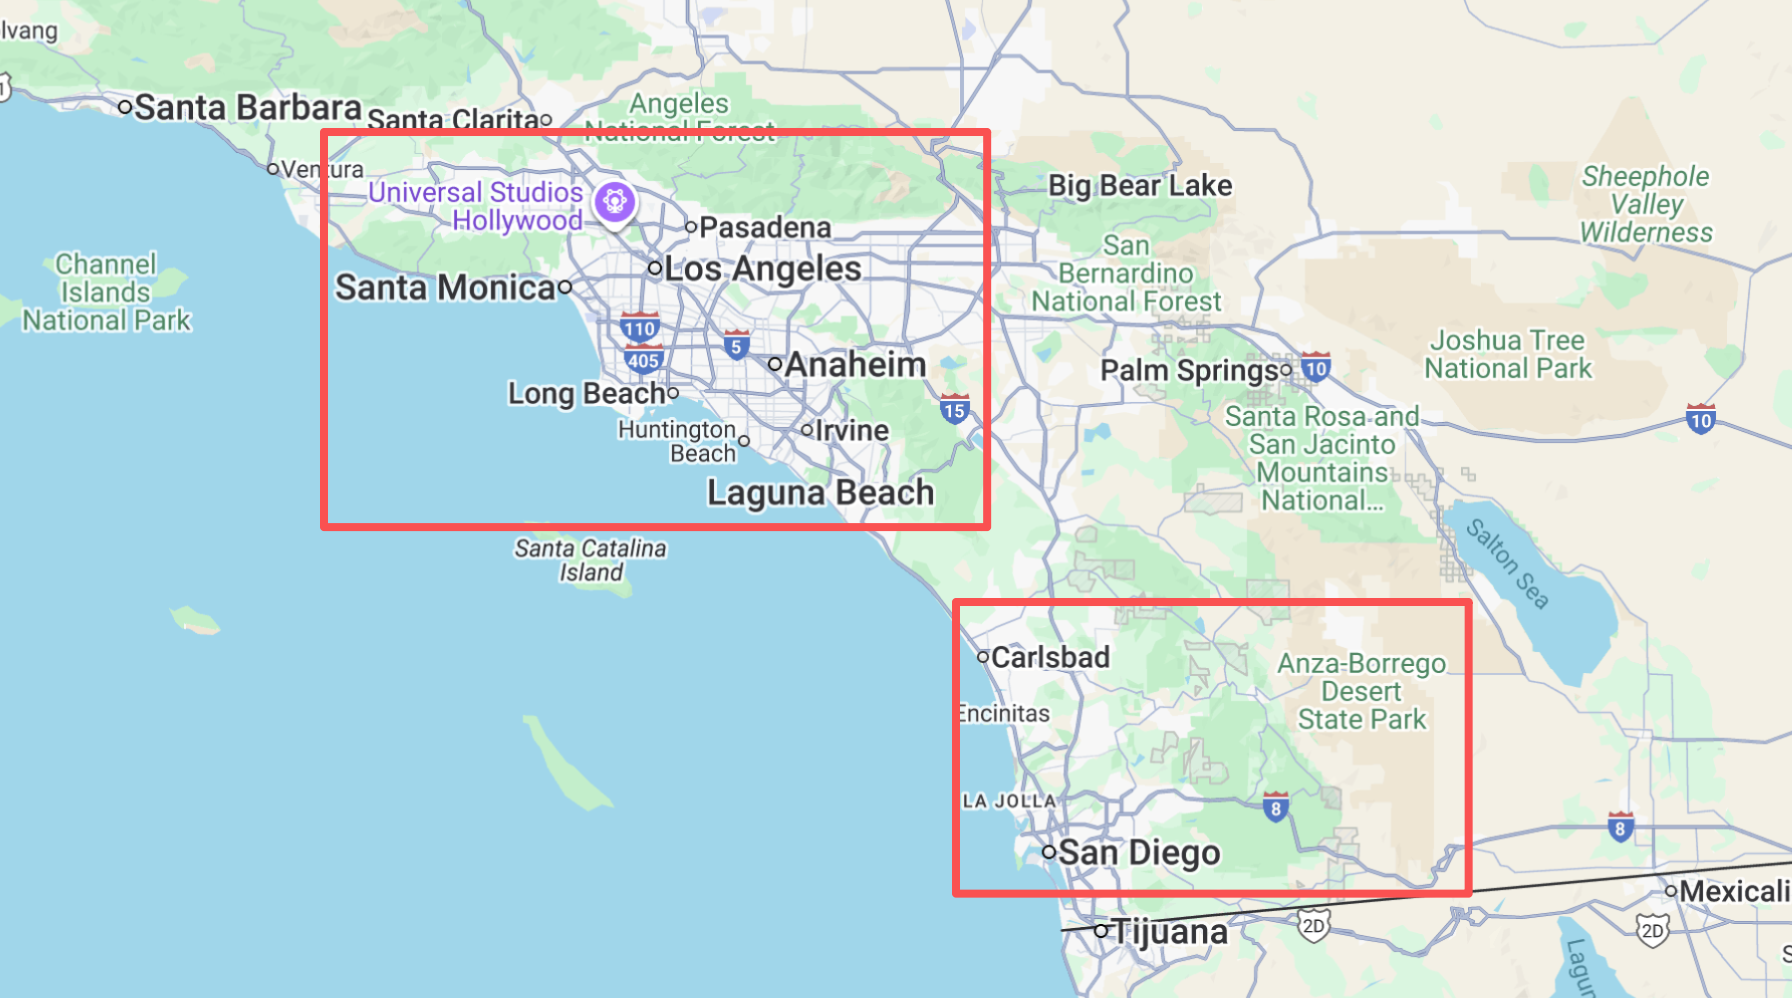 lvang
1
Santa Barbara
Santa Clarita
Angeles
National Forest
Ventura
Universal Studios
Hollywood
Big Bear Lake
Sheephole
Valley
Wilderness
Pasadena
Los Angeles
Santa Monica
Channel
Islands
National Park
San
Bernardino
National Forest
110
5
405
Anaheim
Joshua Tree
National Park
Palm Springs
10
Long Beach
15
10
Huntington
Beach
Irvine
Santa Rosa and
San Jacinto
Mountains
National...
Laguna Beach
Santa Catalina
Island
Salton Sea
Carlsbad
Anza-Borrego
Desert
State Park
Encinitas
LA JOLLA
8
8
San Diego
Mexicali
Tijuana
2D
2D
S
Lagun